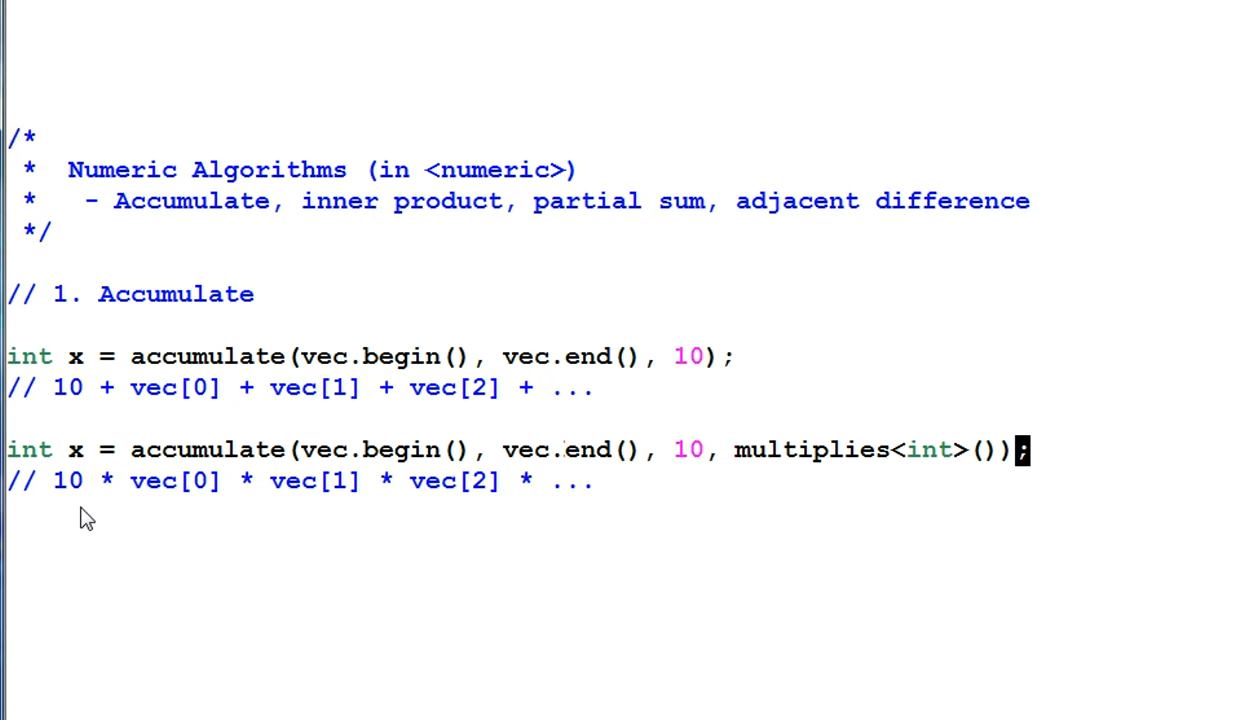 /*
 *  Numeric Algorithms (in <numeric>)
 *   - Accumulate, inner product, partial sum, adjacent difference
 */
// 1. Accumulate
int x = accumulate(vec.begin(), vec.end(), 10);
// 10 + vec[0] + vec[1] + vec[2] + ...
int x = accumulate(vec.begin(), vec.end(), 10, multiplies<int>());
// 10 * vec[0] * vec[1] * vec[2] * ...